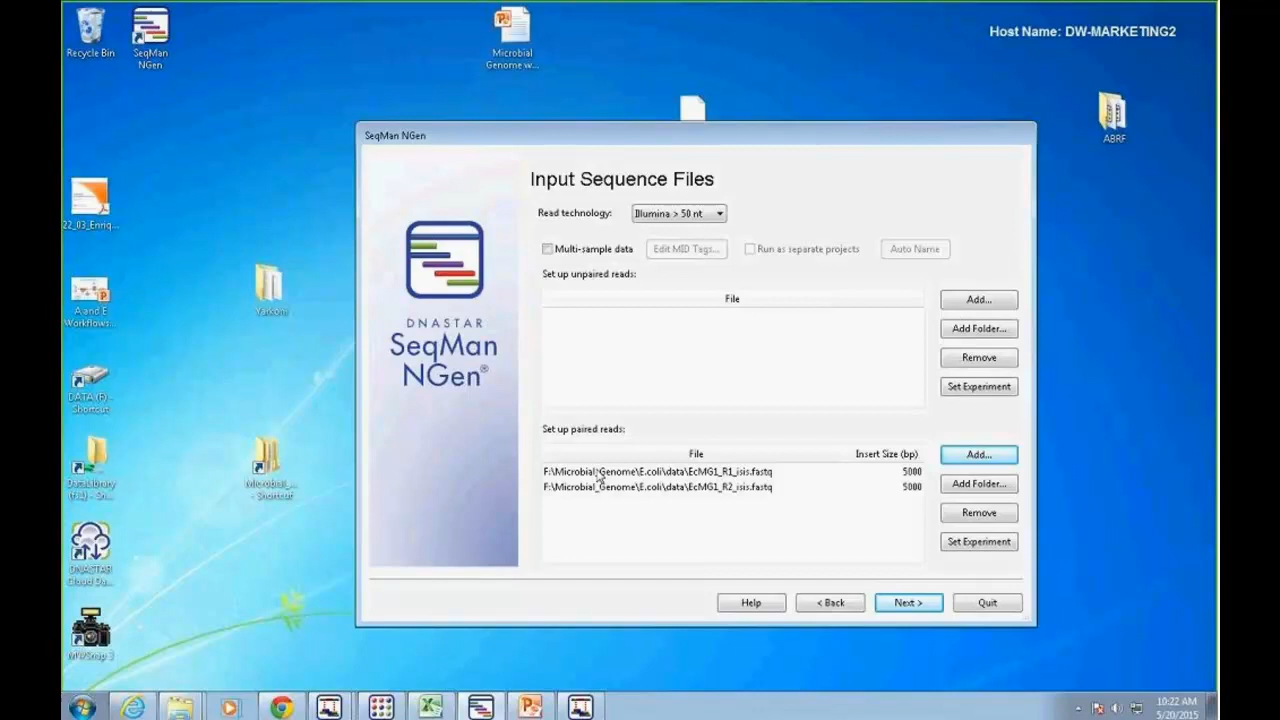 Host Name: DW-MARKETING2
Recycle Bin
SeqMan
NGen
Microbial
Genome w...
ABRF
22_03_Enriq...
A and E
Workflows...
Yarkoni
DATA (F) -
Shortcut
DataLibrary
(f.1) - Sn...
Microbial_...
- Shortcut
DNASTAR
Cloud Da...
MWSnap 3
SeqMan NGen
DNASTAR
SeqMan
NGen®
Input Sequence Files
Read technology: Illumina > 50 nt
Multi-sample data Edit MID Tags... Run as separate projects Auto Name
Set up unpaired reads:
File
Add...
Add Folder...
Remove
Set Experiment
Set up paired reads:
File Insert Size (bp)
F:\Microbial_Genome\E.coli\data\EcMG1_R1_isis.fastq 5000
F:\Microbial_Genome\E.coli\data\EcMG1_R2_isis.fastq 5000
Add...
Add Folder...
Remove
Set Experiment
Help < Back Next > Quit
10:22 AM
5/20/2015